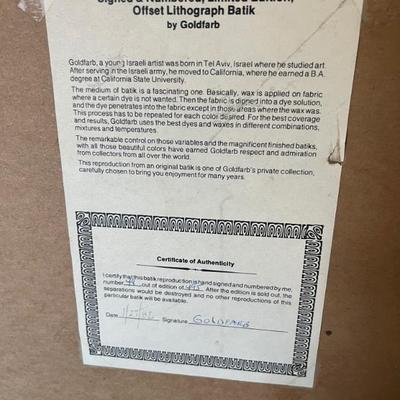 Signed & Numbered, Limited Edition,
Offset Lithograph Batik
by Goldfarb
Goldfarb, a young Israeli artist was born in Tel Aviv, Israel where he studied art.
After serving in the Israeli army, he moved to California, where he earned a B.A.
degree at California State University.
The medium of batik is a fascinating one. Basically, wax is applied on fabric
where a certain dye is not wanted. Then the fabric is dipped into a dye solution,
and the dye penetrates into the fabric except in those areas where the wax was.
This process has to be repeated for each color desired. For the best coverage
and results, Goldfarb uses the best dyes and waxes in different combinations,
mixtures and temperatures.
The remarkable control on those variables and the magnificent finished batiks,
with all those beautiful colors have earned Goldfarb respect and admiration
from collectors from all over the world.
This reproduction from an original batik is one of Goldfarb's private collection,
carefully chosen to bring you enjoyment for many years.
Certificate of Authenticity
I certify that this batik reproduction is hand signed and numbered by me,
number out of edition of After the edition is sold out, the
separations would be destroyed and no other reproductions of this
particular batik will be available.
Date Signature GOLDFARB